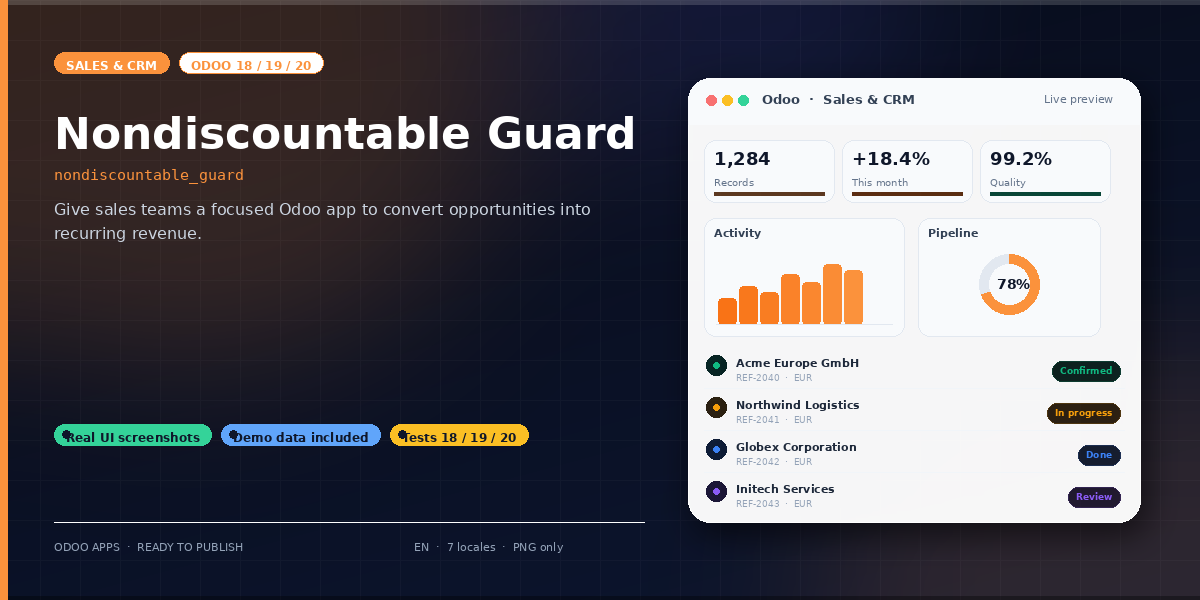 SALES & CRM
ODOO 18 / 19 / 20
Nondiscountable Guard
nondiscountable_guard
Give sales teams a focused Odoo app to convert opportunities into
recurring revenue.
Real UI screenshots
Demo data included
Tests 18 / 19 / 20
ODOO APPS · READY TO PUBLISH
EN · 7 locales · PNG only
Odoo · Sales & CRM
Live preview
1,284
Records
+18.4%
This month
99.2%
Quality
Activity
Pipeline
78%
Acme Europe GmbH
REF-2040 · EUR
Confirmed
Northwind Logistics
REF-2041 · EUR
In progress
Globex Corporation
REF-2042 · EUR
Done
Initech Services
REF-2043 · EUR
Review